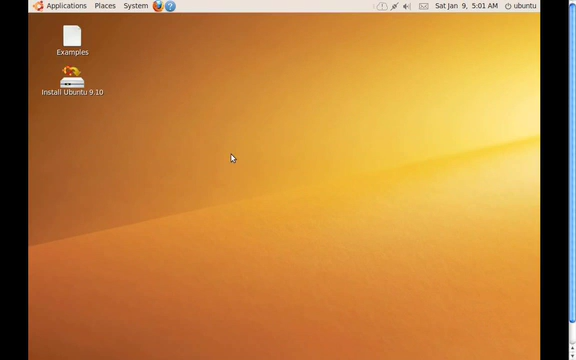 Applications Places System Sat Jan 9, 5:01 AM ubuntu
Examples
Install Ubuntu 9.10